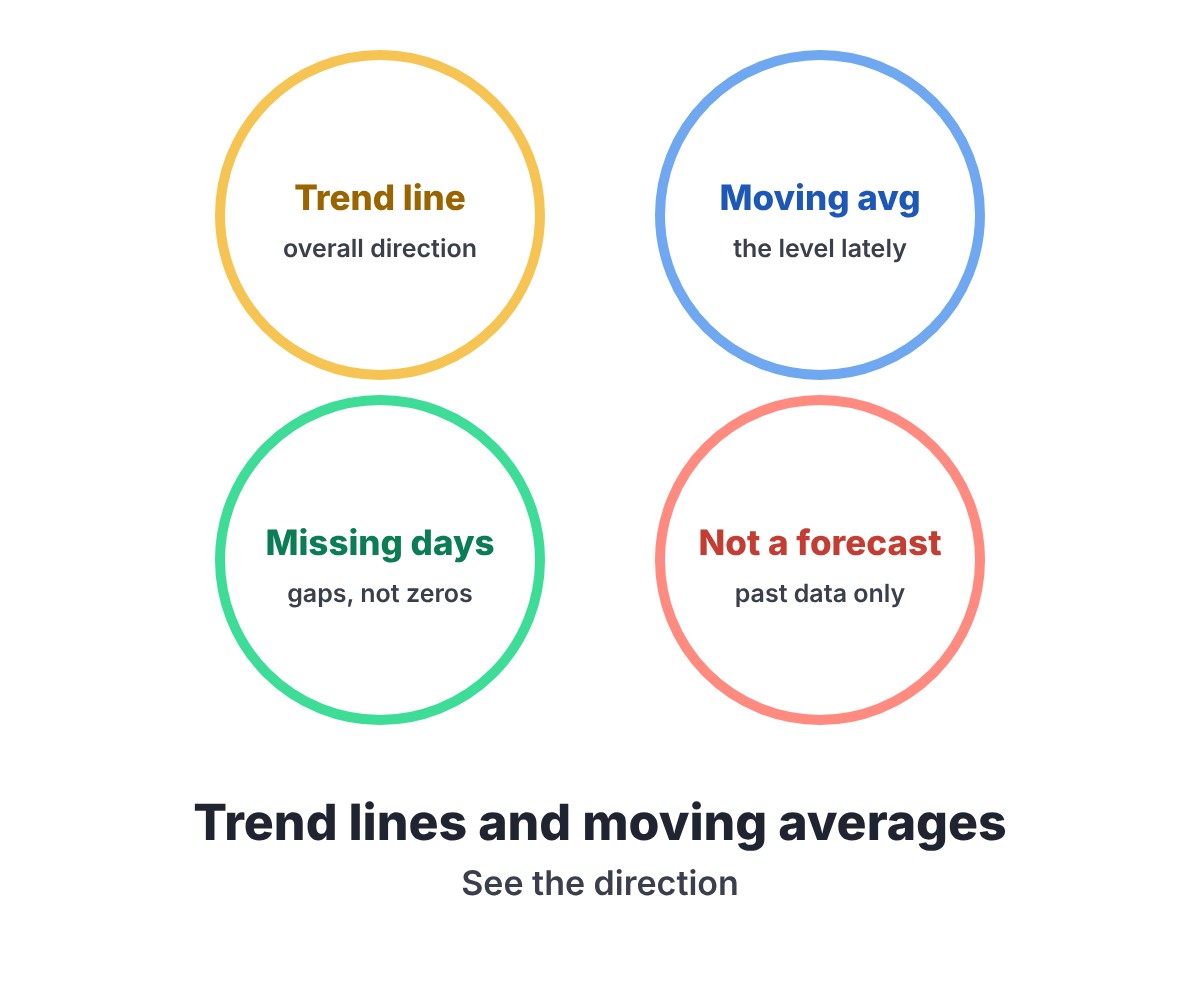 Trend line
overall direction
Moving avg
the level lately
Missing days
gaps, not zeros
Not a forecast
past data only
Trend lines and moving averages
See the direction